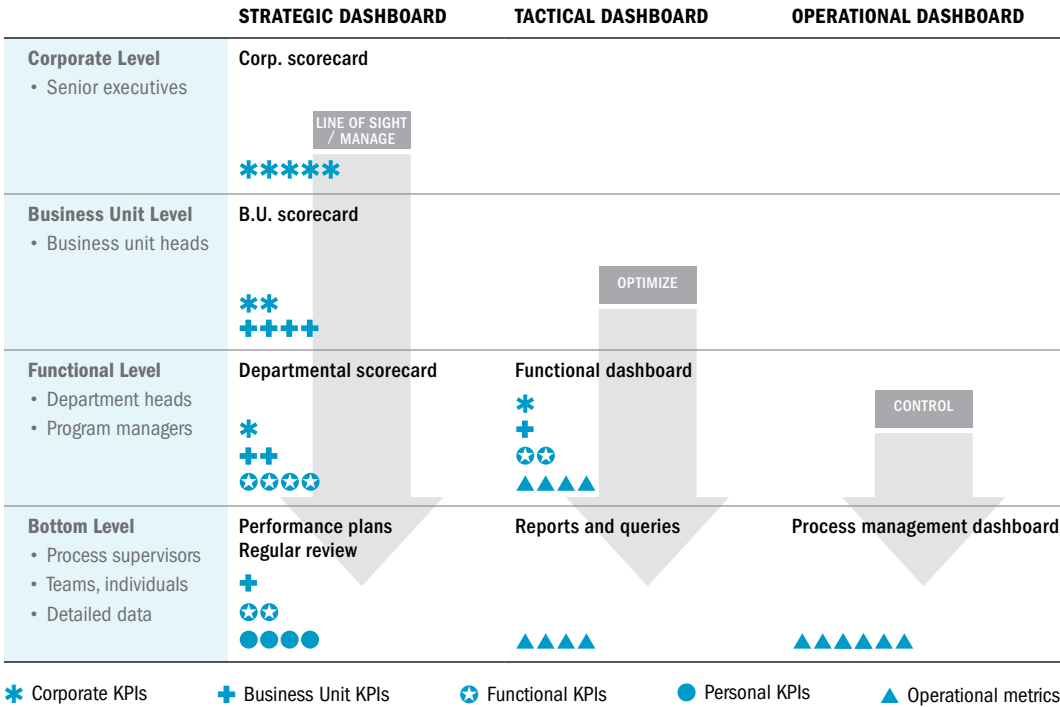 STRATEGIC DASHBOARD
TACTICAL DASHBOARD
OPERATIONAL DASHBOARD
Corporate Level
• Senior executives
Corp. scorecard
LINE OF SIGHT
/ MANAGE
Business Unit Level
• Business unit heads
B.U. scorecard
OPTIMIZE
Functional Level
• Department heads
• Program managers
Departmental scorecard
Functional dashboard
CONTROL
Bottom Level
• Process supervisors
• Teams, individuals
• Detailed data
Performance plans
Regular review
Reports and queries
Process management dashboard
Corporate KPIs
Business Unit KPIs
Functional KPIs
Personal KPIs
Operational metrics